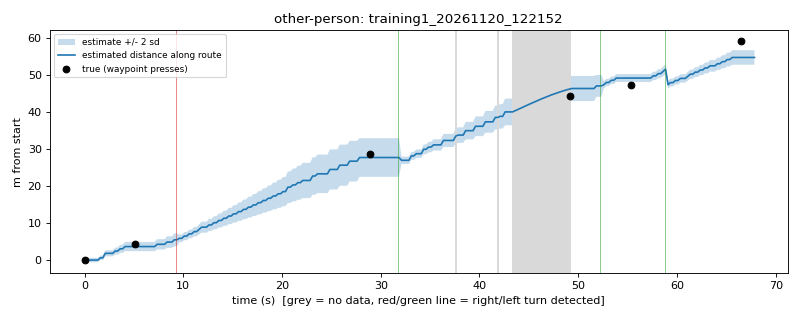 other-person: training1_20261120_122152
60
50
40
30
20
10
0
m from start
estimate +/- 2 sd
estimated distance along route
true (waypoint presses)
0 10 20 30 40 50 60 70
time (s) [grey = no data, red/green line = right/left turn detected]